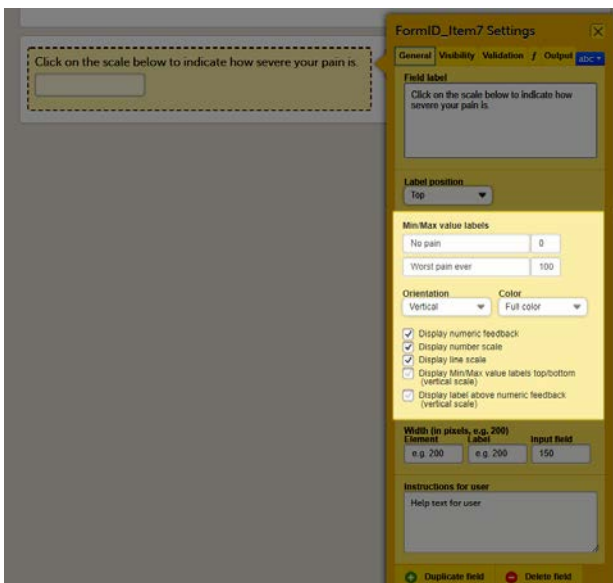 FormID_Item7 Settings
General Visibility Validation f Output abc
Click on the scale below to indicate how severe your pain is.
Field label
Click on the scale below to indicate how
severe your pain is.
Label position
Top
Min/Max value labels
No pain 0
Worst pain ever 100
Orientation Color
Vertical Full color
Display numeric feedback
Display number scale
Display line scale
Display Min/Max value labels top/bottom
(vertical scale)
Display label above numeric feedback
(vertical scale)
Width (in pixels, e.g. 200)
Element Label Input field
e.g. 200 e.g. 200 150
Instructions for user
Help text for user
Duplicate field Delete field